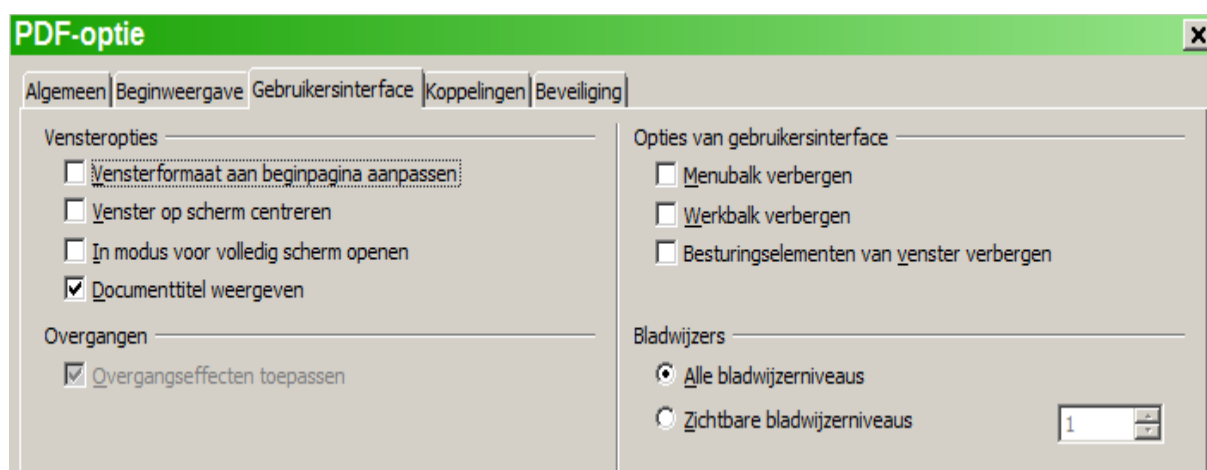 PDF-optie
Algemeen Beginweergave Gebruikersinterface Koppelingen Beveiliging
Vensteropties
Vensterformaat aan beginpagina aanpassen
Venster op scherm centreren
In modus voor volledig scherm openen
Documenttitel weergeven
Overgangen
Overgangseffecten toepassen
Opties van gebruikersinterface
Menubalk verbergen
Werkbalk verbergen
Besturingselementen van venster verbergen
Bladwijzers
Alle bladwijzerniveaus
Zichtbare bladwijzerniveaus 1